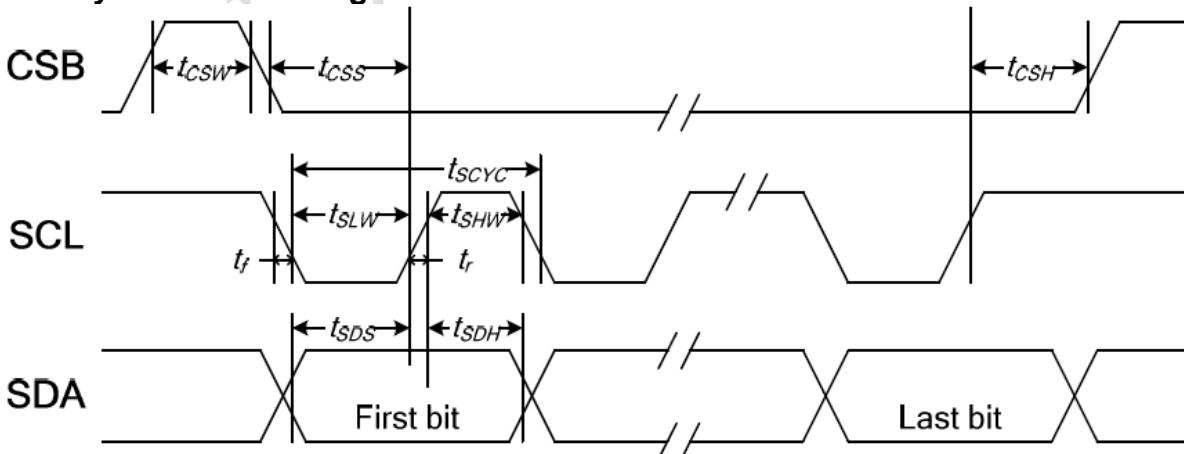 CSB
tCSW
tCSS
tCSH
SCL
tSCYC
tSLW
tSHW
tf
tr
SDA
tSDS
tSDH
First bit
Last bit